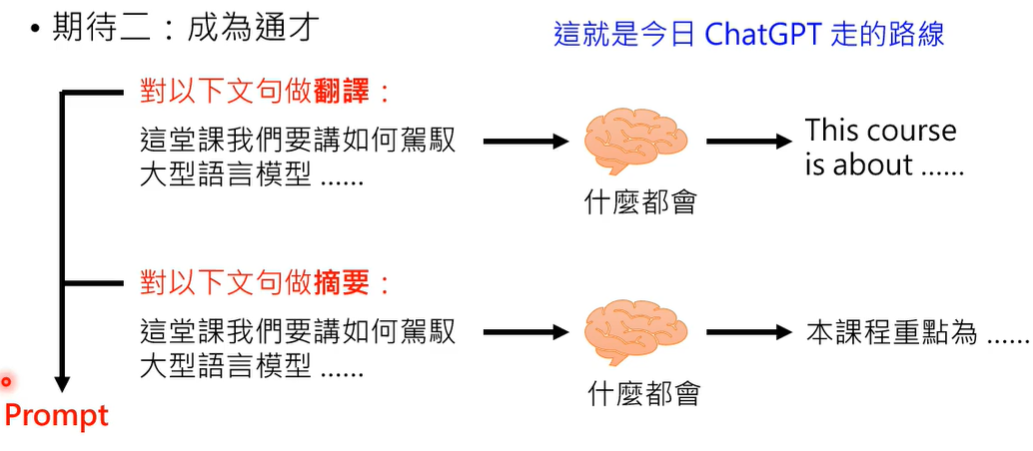 • 期待二：成為通才
這就是今日 ChatGPT 走的路線
對以下文句做翻譯：
這堂課我們要講如何駕馭
大型語言模型 ......
什麼都會
This course
is about ......
對以下文句做摘要：
這堂課我們要講如何駕馭
大型語言模型 ......
什麼都會
本課程重點為 ......
Prompt